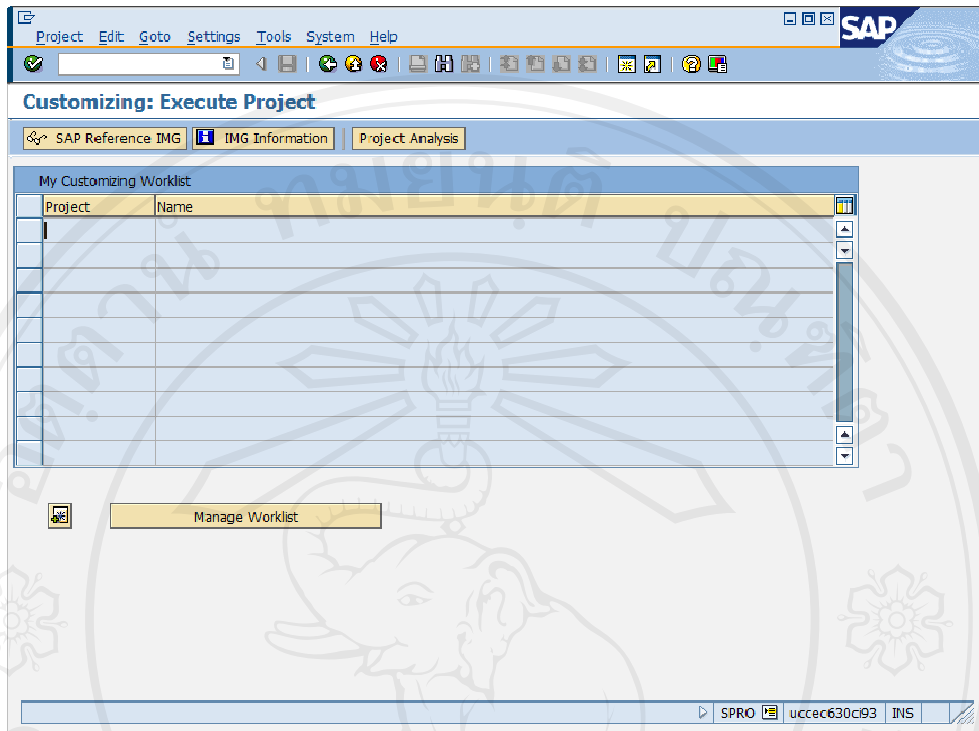 Project Edit Goto Settings Tools System Help
SAP
Customizing: Execute Project
SAP Reference IMG IMG Information Project Analysis
My Customizing Worklist
Project Name
Manage Worklist
SPRO uccec630ci93 INS